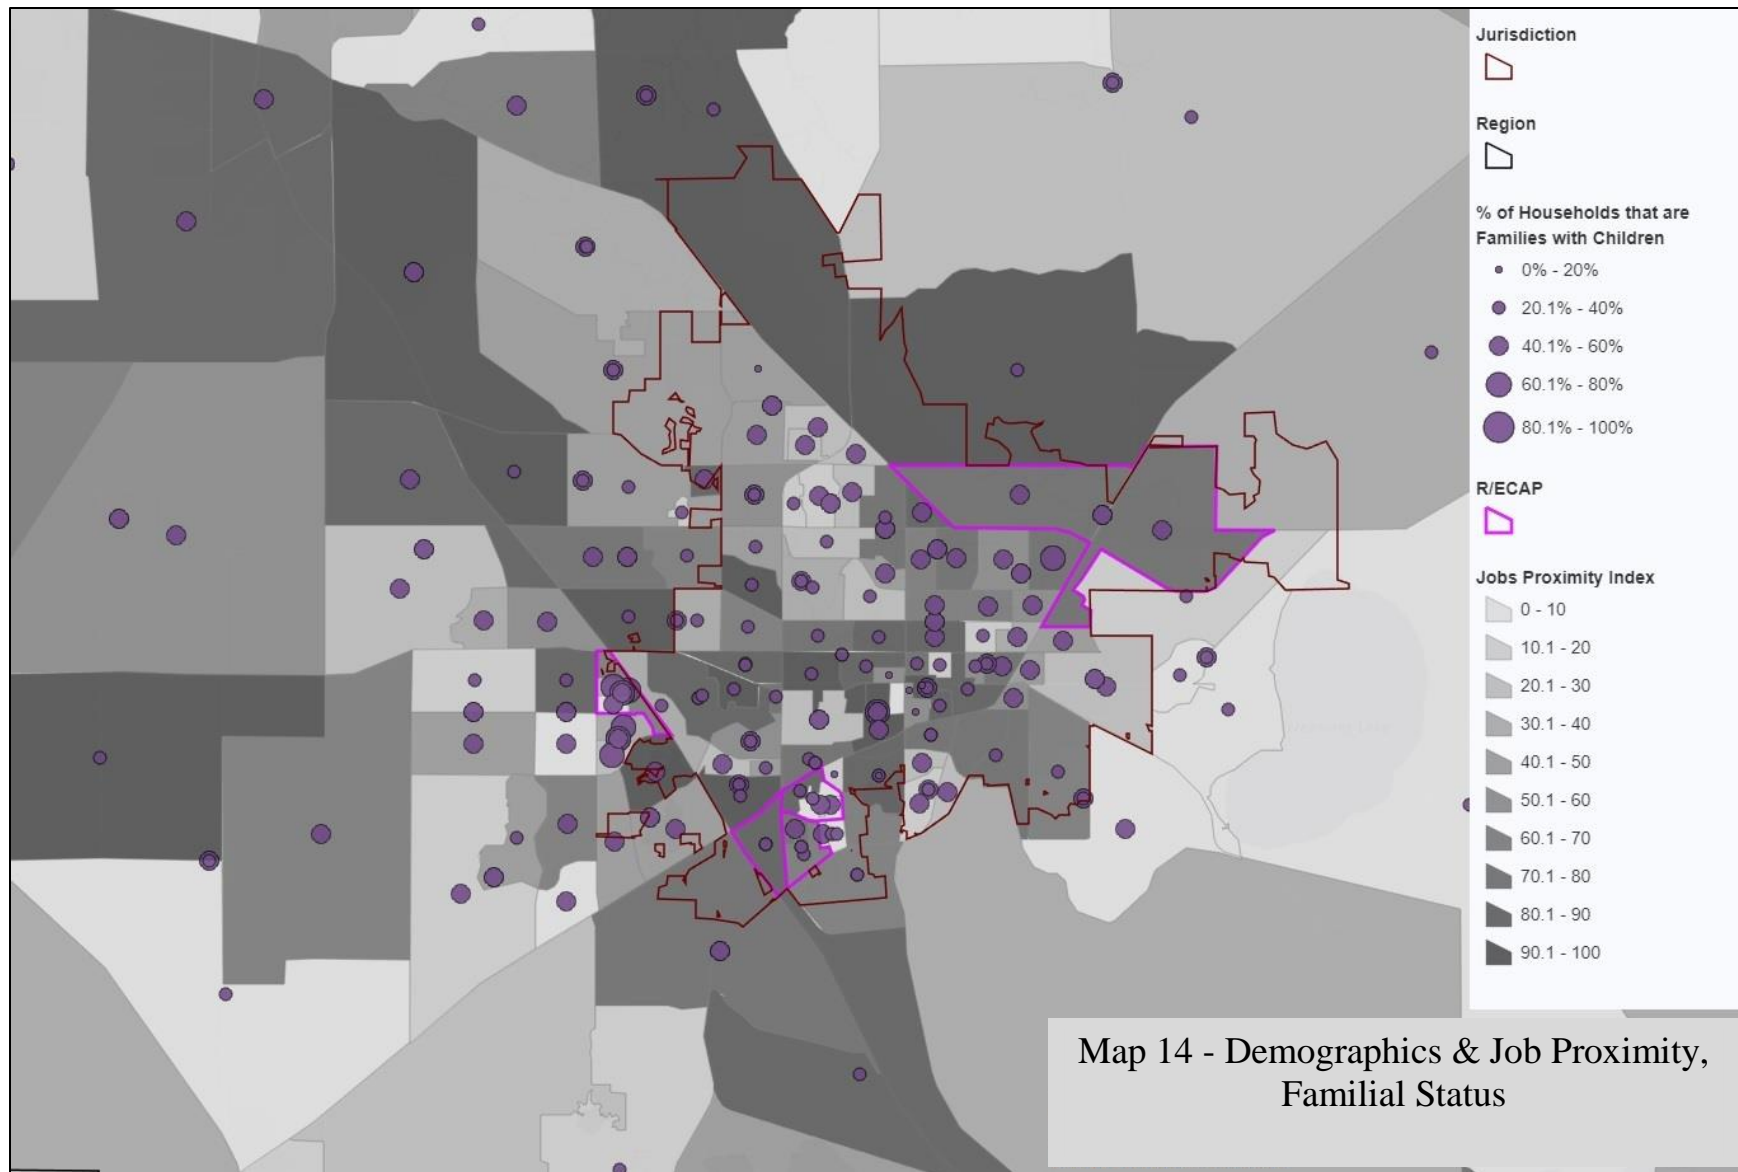 Jurisdiction
Region
% of Households that are
Families with Children
0% - 20%
20.1% - 40%
40.1% - 60%
60.1% - 80%
80.1% - 100%
R/ECAP
Jobs Proximity Index
0 - 10
10.1 - 20
20.1 - 30
30.1 - 40
40.1 - 50
50.1 - 60
60.1 - 70
70.1 - 80
80.1 - 90
90.1 - 100
Map 14 - Demographics & Job Proximity,
Familial Status